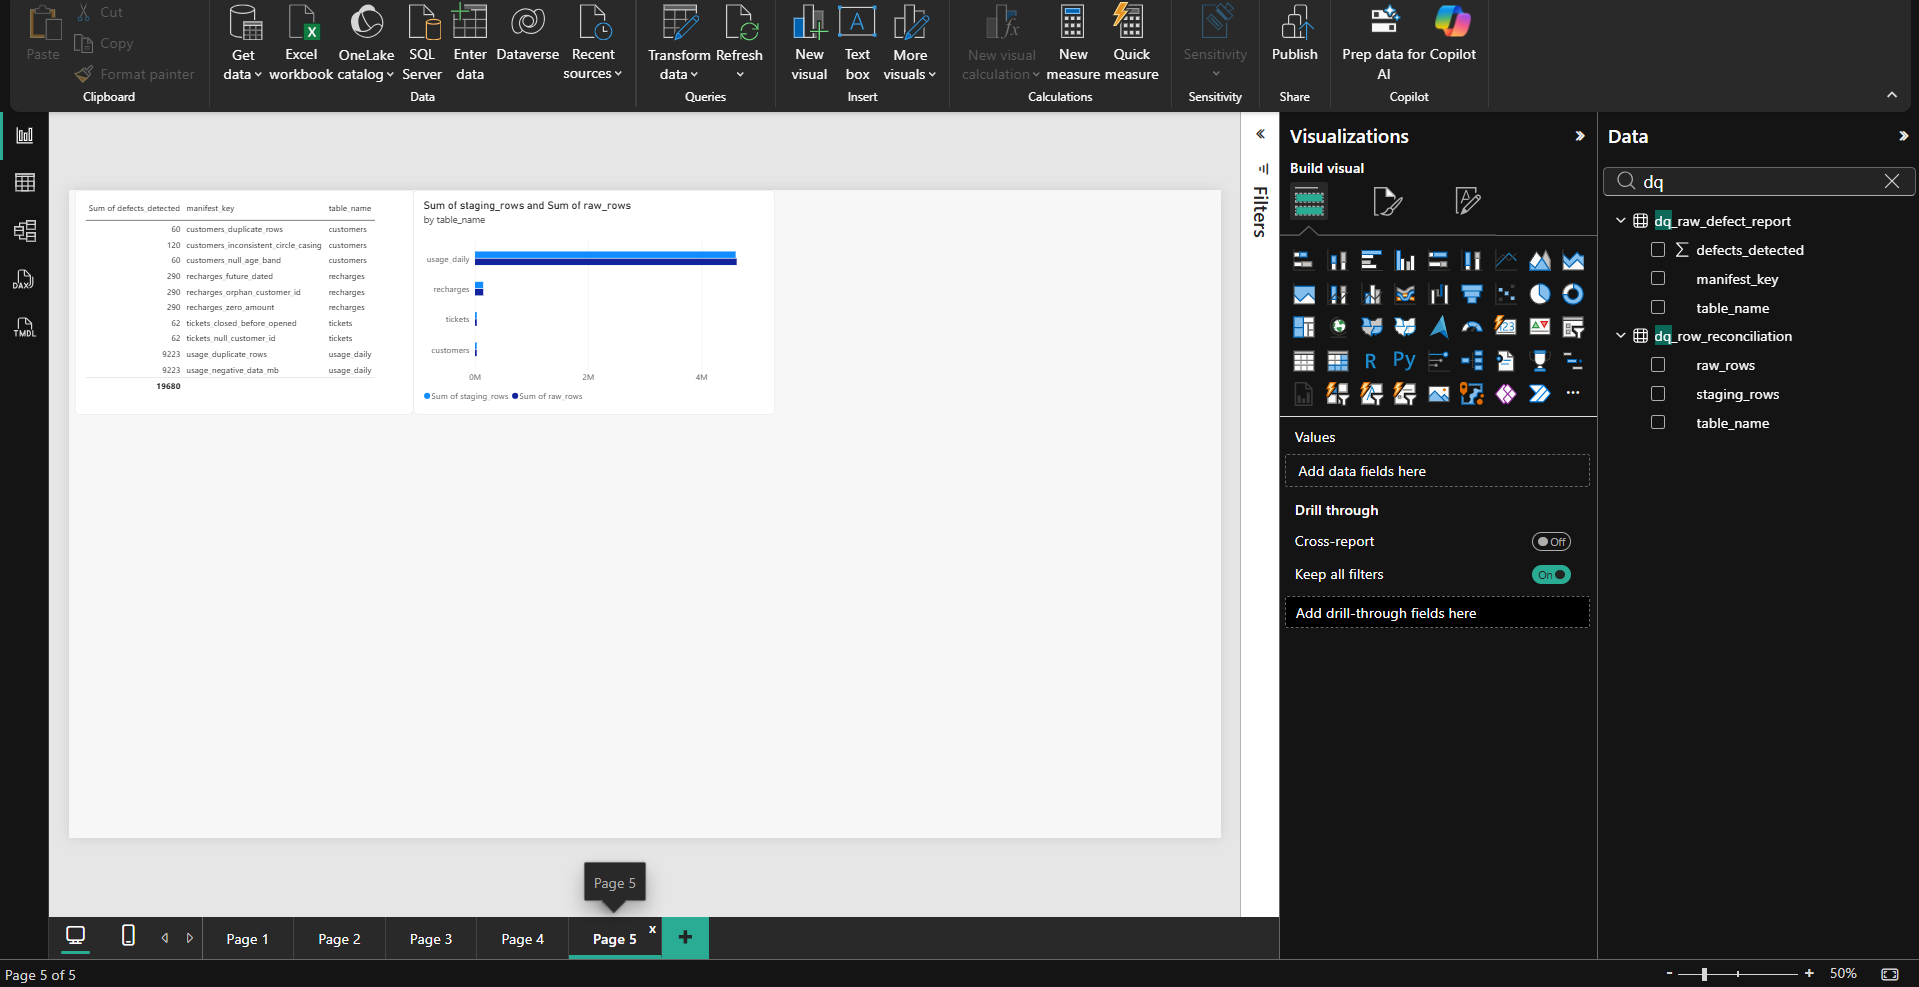 Paste
Cut
Copy
Format painter
Clipboard
Get data
Excel workbook
OneLake catalog
SQL Server
Enter data
Dataverse
Recent sources
Data
Transform data
Refresh
Queries
New visual
Text box
More visuals
Insert
New visual calculation
New measure
Quick measure
Calculations
Sensitivity
Sensitivity
Publish
Share
Prep data for AI
Copilot
Copilot
DAX
TMDL
Sum of defects_detected manifest_key table_name
60 customers_duplicate_rows customers
120 customers_inconsistent_circle_casing customers
60 customers_null_age_band customers
290 recharges_future_dated recharges
290 recharges_orphan_customer_id recharges
290 recharges_zero_amount recharges
62 tickets_closed_before_opened tickets
62 tickets_null_customer_id tickets
9223 usage_duplicate_rows usage_daily
9223 usage_negative_data_mb usage_daily
19680
Sum of staging_rows and Sum of raw_rows
by table_name
usage_daily
recharges
tickets
customers
0M 2M 4M
Sum of staging_rows Sum of raw_rows
Filters
Visualizations
Build visual
123
R
Py
Values
Add data fields here
Drill through
Cross-report
Off
Keep all filters
On
Add drill-through fields here
Data
dq
dq_raw_defect_report
defects_detected
manifest_key
table_name
dq_row_reconciliation
raw_rows
staging_rows
table_name
Page 5
Page 1
Page 2
Page 3
Page 4
Page 5
Page 5 of 5
50%